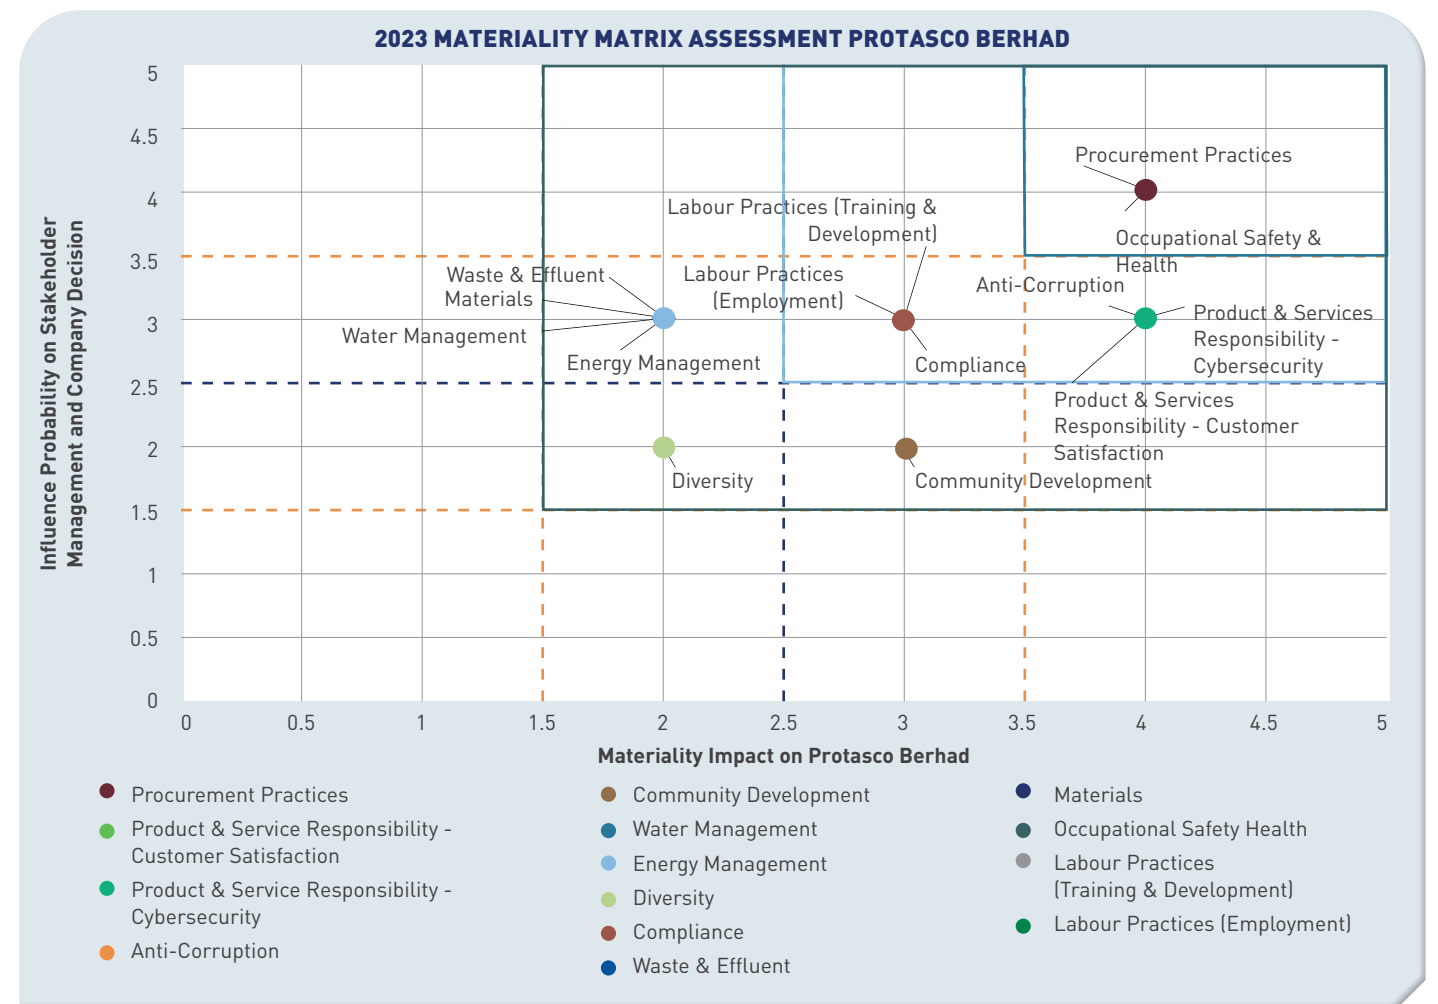 2023 MATERIALITY MATRIX ASSESSMENT PROTASCO BERHAD
Influence Probability on Stakeholder
Management and Company Decision
5
4.5
4
3.5
3
2.5
2
1.5
1
0.5
0
Procurement Practices
Labour Practices (Training &
Development)
Occupational Safety &
Health
Waste & Effluent
Materials
Water Management
Energy Management
Labour Practices
(Employment)
Compliance
Anti-Corruption
Product & Services
Responsibility -
Cybersecurity
Product & Services
Responsibility - Customer
Satisfaction
Diversity
Community Development
0 0.5 1 1.5 2 2.5 3 3.5 4 4.5 5
Materiality Impact on Protasco Berhad
Procurement Practices
Product & Service Responsibility -
Customer Satisfaction
Product & Service Responsibility -
Cybersecurity
Anti-Corruption
Community Development
Water Management
Energy Management
Diversity
Compliance
Waste & Effluent
Materials
Occupational Safety Health
Labour Practices
(Training & Development)
Labour Practices (Employment)